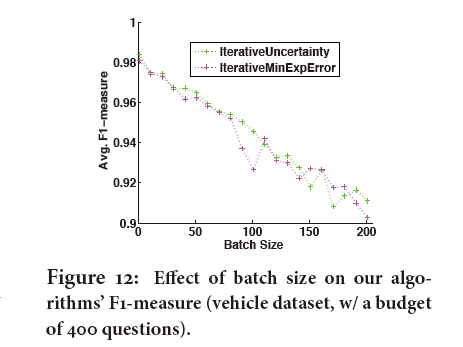 1
0.98
0.96
0.94
0.92
0.9
Avg. F1-measure
IterativeUncertainty
IterativeMinExpError
0 50 100 150 200
Batch Size
Figure 12: Effect of batch size on our algo-
rithms' F1-measure (vehicle dataset, w/ a budget
of 400 questions).